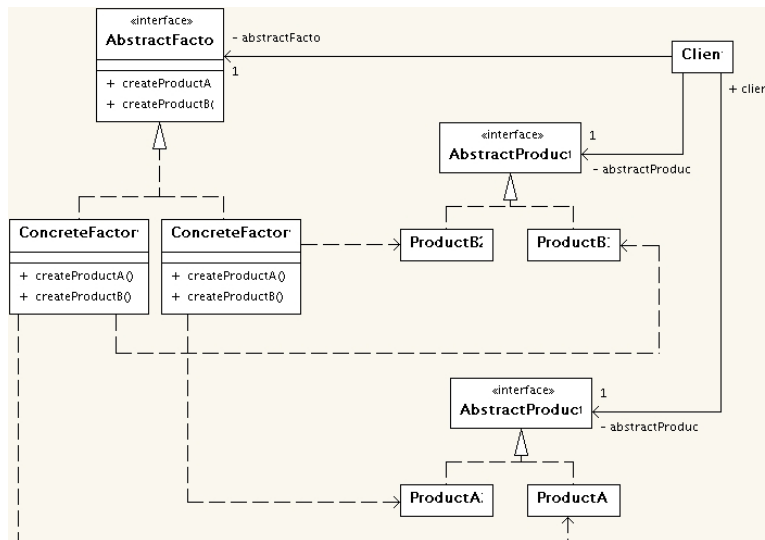 «interface»
AbstractFacto
+ createProductA
+ createProductB(
- abstractFacto
1
Clien
+ clien
«interface»
AbstractProduct
1
- abstractProduc
ConcreteFactor
+ createProductA()
+ createProductB()
ConcreteFactor
+ createProductA()
+ createProductB()
ProductB2
ProductB
«interface»
AbstractProduct
1
- abstractProduc
ProductA
ProductA